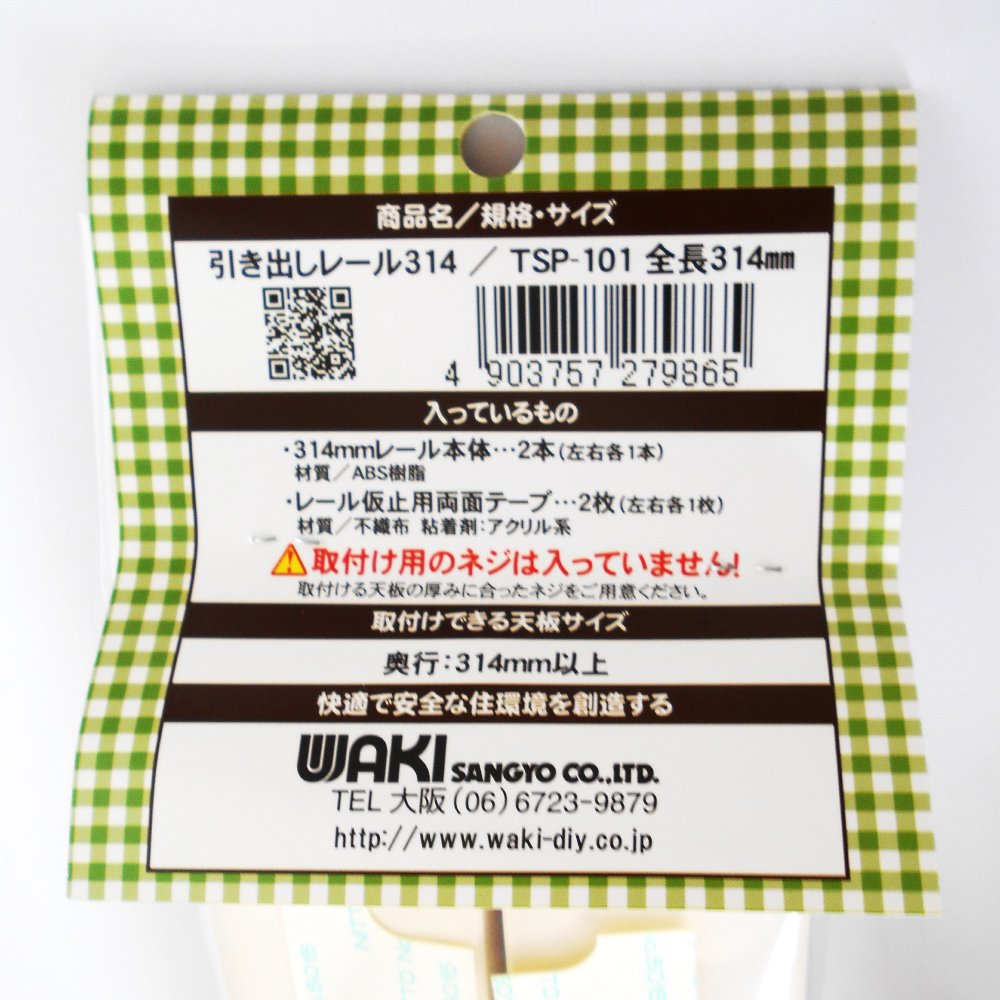 商品名/規格・サイズ
引き出しレール314 / TSP-101 全長314mm
4 903757 279865
入っているもの
・314mmレール本体…2本(左右各1本)
材質/ABS樹脂
・レール仮止用両面テープ…2枚(左右各1枚)
材質/不織布 粘着剤:アクリル系
取付け用のネジは入っていません!
取付ける天板の厚みに合ったネジをご用意ください。
取付けできる天板サイズ
奥行:314mm以上
快適で安全な住環境を創造する
WAKI SANGYO CO.,LTD.
TEL 大阪(06)6723-9879
http://www.waki-diy.co.jp